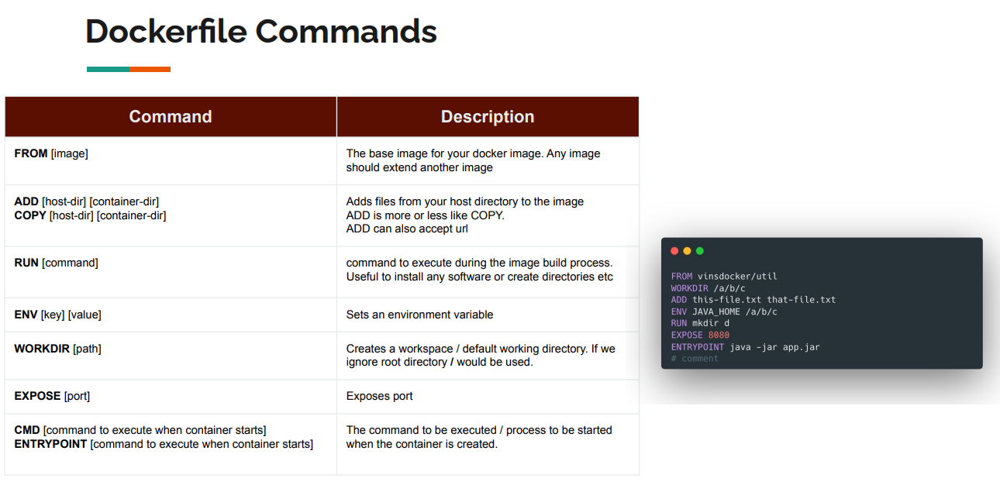 Dockerfile Commands
Command
Description
FROM [image]
The base image for your docker image. Any image
should extend another image
ADD [host-dir] [container-dir]
COPY [host-dir] [container-dir]
Adds files from your host directory to the image
ADD is more or less like COPY.
ADD can also accept url
RUN [command]
command to execute during the image build process.
Useful to install any software or create directories etc
ENV [key] [value]
Sets an environment variable
WORKDIR [path]
Creates a workspace / default working directory. If we
ignore root directory / would be used.
EXPOSE [port]
Exposes port
CMD [command to execute when container starts]
ENTRYPOINT [command to execute when container starts]
The command to be executed / process to be started
when the container is created.
FROM vinsdocker/util
WORKDIR /a/b/c
ADD this-file.txt that-file.txt
ENV JAVA_HOME /a/b/c
RUN mkdir d
EXPOSE 8080
ENTRYPOINT java -jar app.jar
# comment